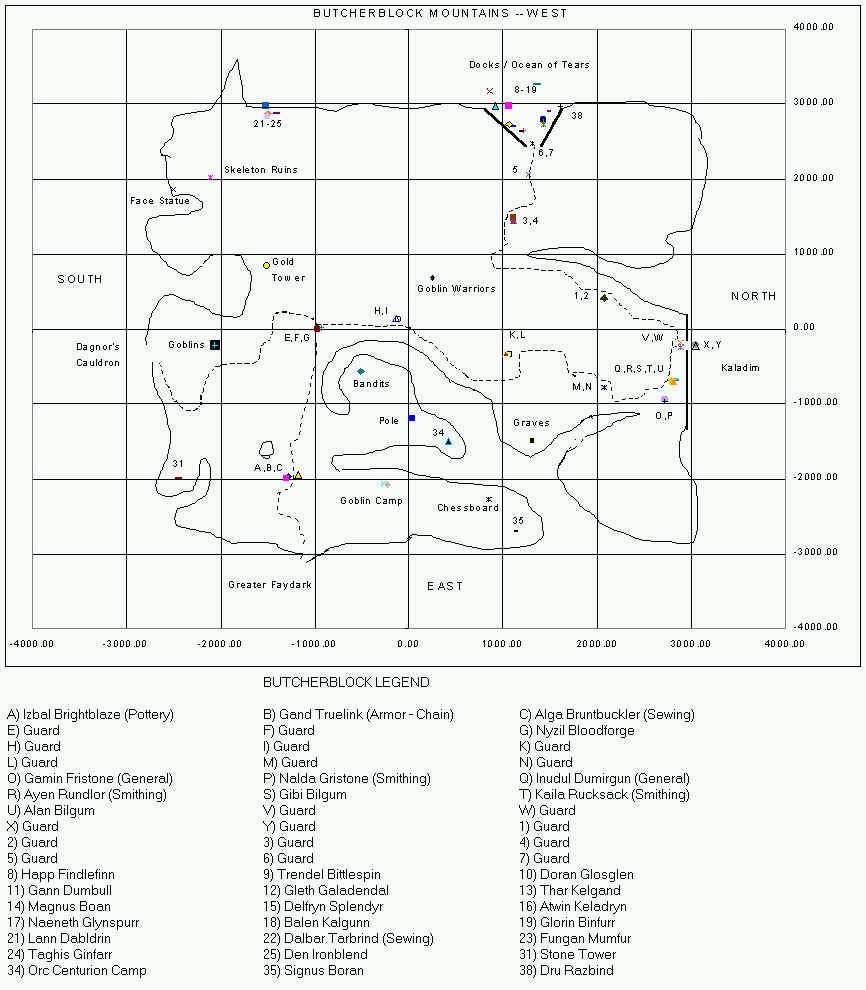 BUTCHERBLOCK MOUNTAINS -- WEST
4000.00
Docks / Ocean of Tears
8-19
3000.00
38
21-25
6,7
Skeleton Ruins
5
2000.00
Face Statue
3,4
1000.00
Gold
Tower
SOUTH
Goblin Warriors
1,2
NORTH
H,I
0.00
E,F,G
K,L
V,W
X,Y
Dagnor's
Cauldron
Goblins
Q,R,S,T,U
Kaladim
Bandits
M,N
-1000.00
O,P
Pole
Graves
34
31
A,B,C
-2000.00
Goblin Camp
Chessboard
35
-3000.00
Greater Faydark
EAST
-4000.00
-4000.00 -3000.00 -2000.00 -1000.00 0.00 1000.00 2000.00 3000.00 4000.00
BUTCHERBLOCK LEGEND
A) Izbal Brightblaze (Pottery) B) Gand Truelink (Armor - Chain) C) Alga Bruntbuckler (Sewing)
E) Guard F) Guard G) Nyzil Bloodforge
H) Guard I) Guard K) Guard
L) Guard M) Guard N) Guard
O) Gamin Fristone (General) P) Nalda Gristone (Smithing) Q) Inudul Dumirgun (General)
R) Ayen Rundlor (Smithing) S) Gibi Bilgum T) Kaila Rucksack (Smithing)
U) Alan Bilgum V) Guard W) Guard
X) Guard Y) Guard 1) Guard
2) Guard 3) Guard 4) Guard
5) Guard 6) Guard 7) Guard
8) Happ Findlefinn 9) Trendel Bittlespin 10) Doran Glosglen
11) Gann Dumbull 12) Gleth Galadendal 13) Thar Kelgand
14) Magnus Boan 15) Delfryn Splendyr 16) Atwin Keladryn
17) Naeneth Glynspurr 18) Balen Kalgunn 19) Glorin Binfurr
21) Lann Dabldrin 22) Dalbar Tarbrind (Sewing) 23) Fungan Mumfur
24) Taghis Ginfarr 25) Den Ironblend 31) Stone Tower
34) Orc Centurion Camp 35) Signus Boran 38) Dru Razbind